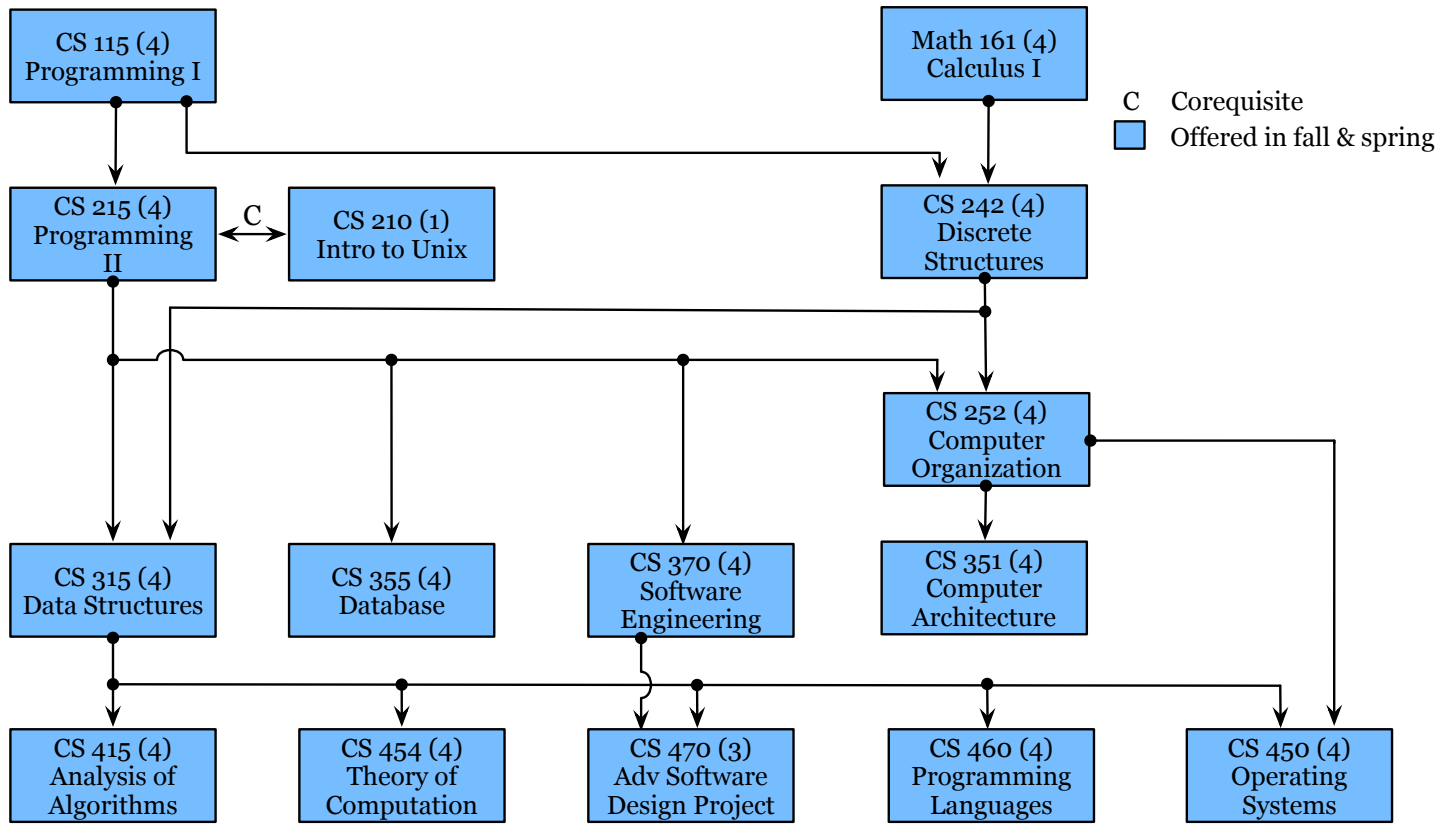 CS 115 (4)
Programming I
Math 161 (4)
Calculus I
C Corequisite
Offered in fall & spring
CS 215 (4)
Programming
II
C
CS 210 (1)
Intro to Unix
CS 242 (4)
Discrete
Structures
CS 252 (4)
Computer
Organization
CS 315 (4)
Data Structures
CS 355 (4)
Database
CS 370 (4)
Software
Engineering
CS 351 (4)
Computer
Architecture
CS 415 (4)
Analysis of
Algorithms
CS 454 (4)
Theory of
Computation
CS 470 (3)
Adv Software
Design Project
CS 460 (4)
Programming
Languages
CS 450 (4)
Operating
Systems